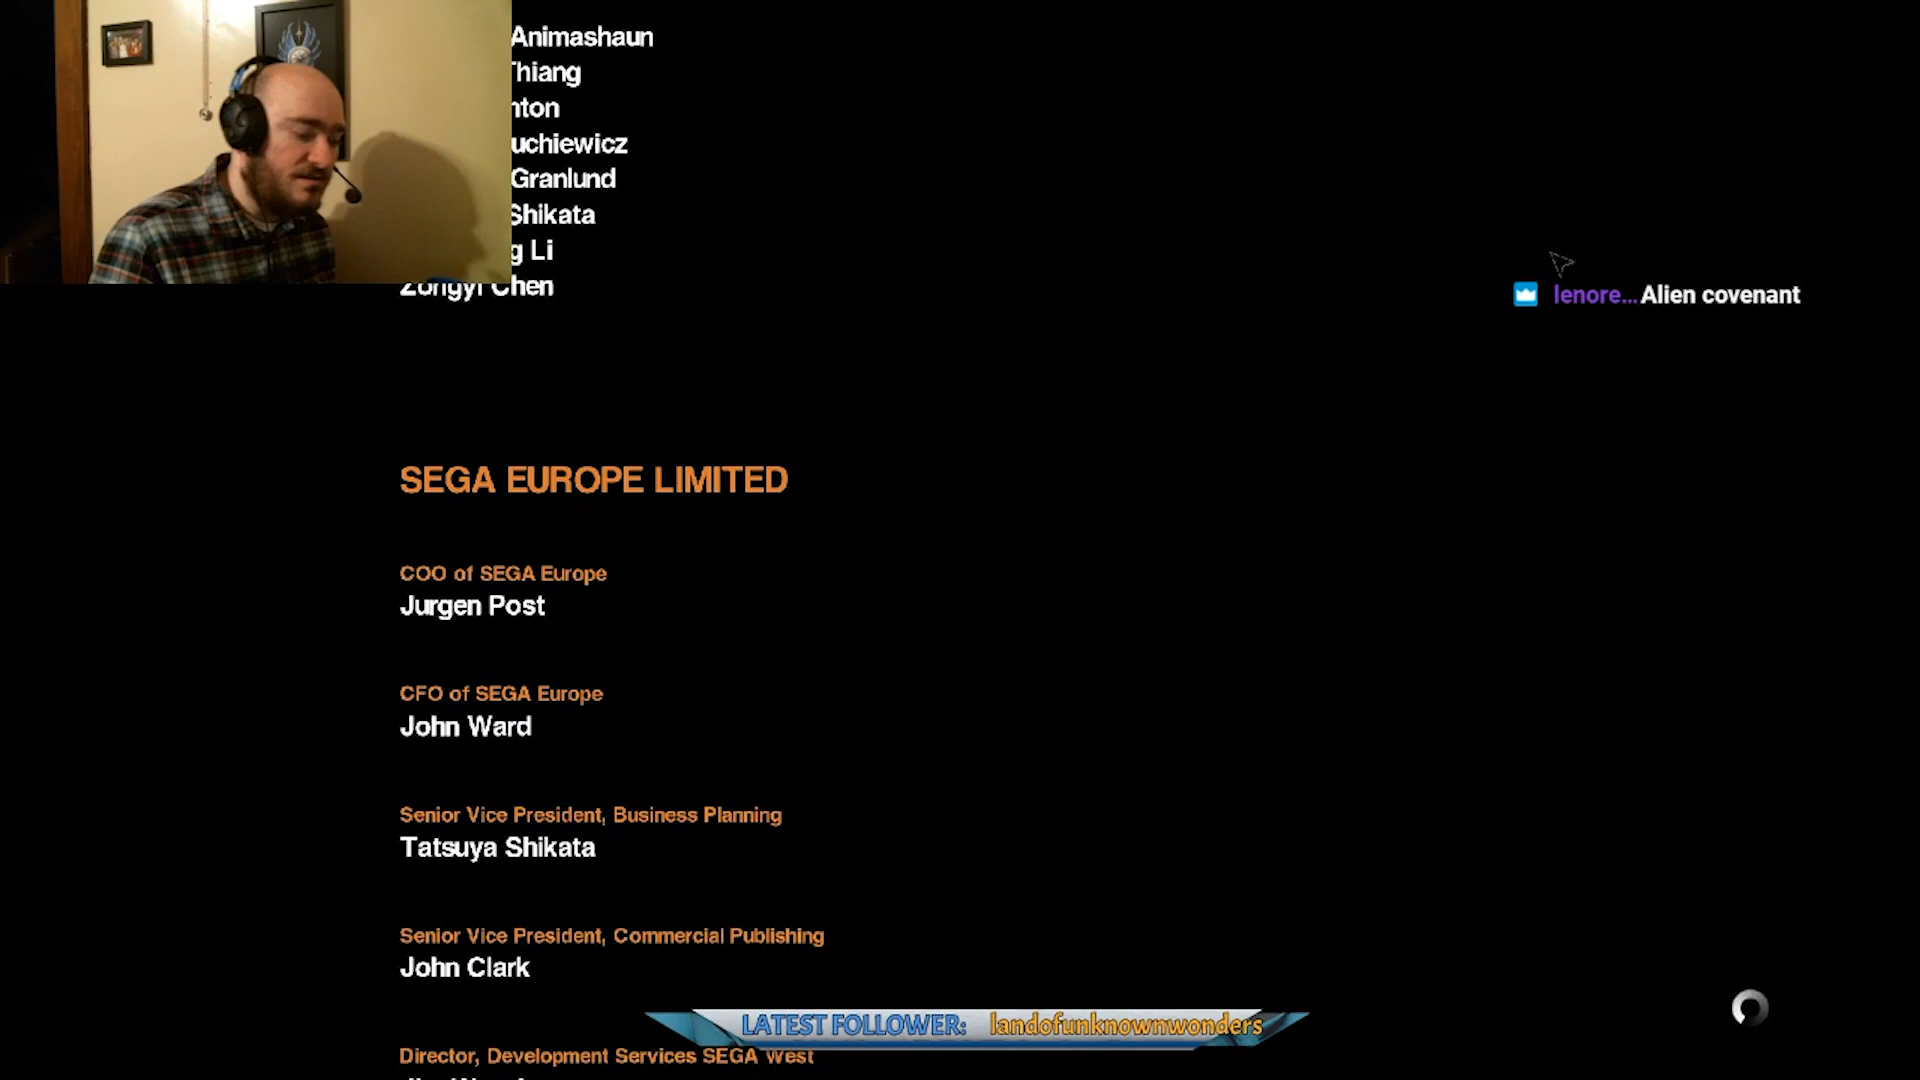 Animashaun
Thiang
uchiewicz
Granlund
Shikata
g Li
Zongyi Chen
lenore... Alien covenant
SEGA EUROPE LIMITED
COO of SEGA Europe
Jurgen Post
CFO of SEGA Europe
John Ward
Senior Vice President, Business Planning
Tatsuya Shikata
Senior Vice President, Commercial Publishing
John Clark
LATEST FOLLOWER: landofunknownwonders
Director, Development Services SEGA West